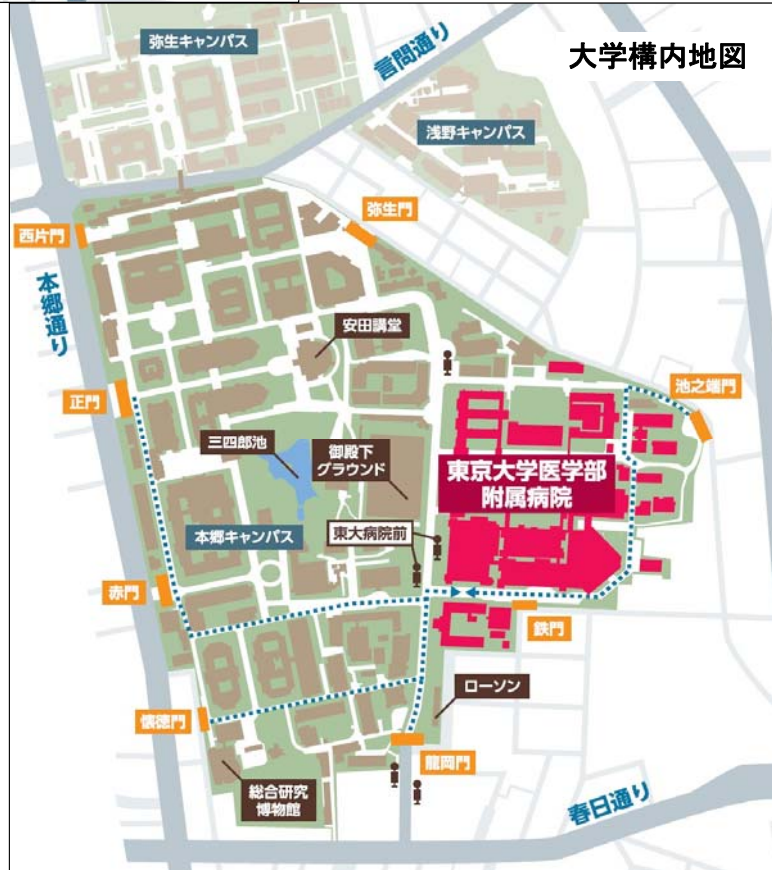 大学構内地図
弥生キャンパス
言問通り
浅野キャンパス
弥生門
西片門
本郷通り
安田講堂
正門
池之端門
三四郎池
御殿下
グラウンド
東京大学医学部
附属病院
東大病院前
本郷キャンパス
赤門
鉄門
ローソン
懐徳門
龍岡門
総合研究
博物館
春日通り